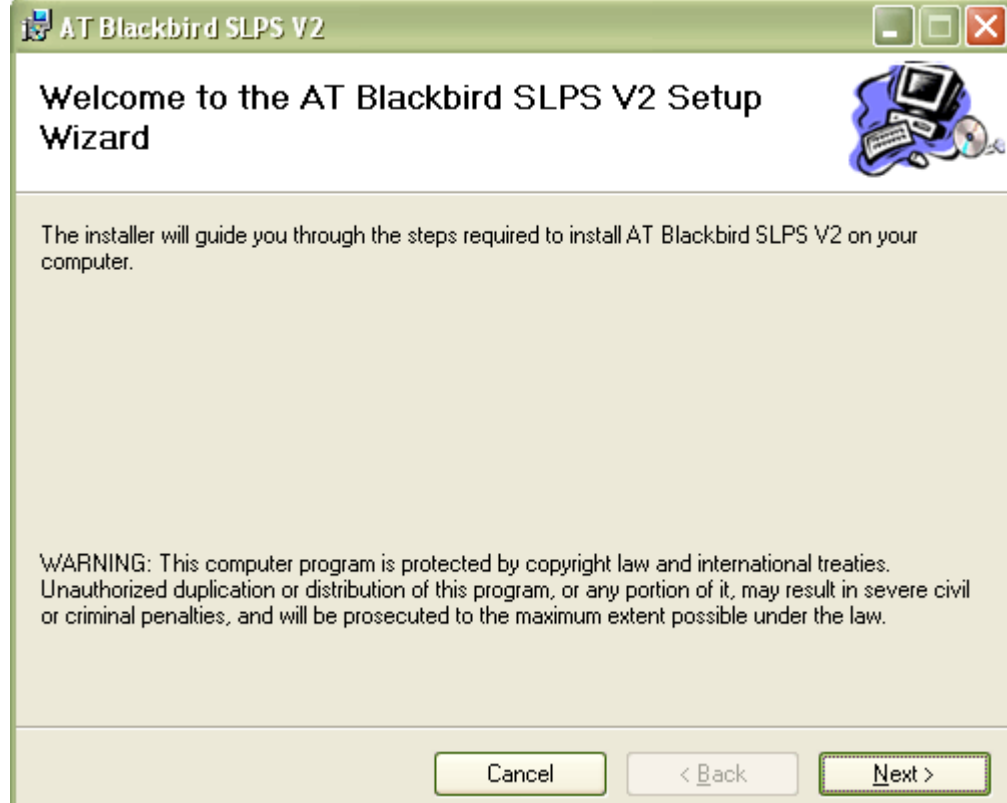 AT Blackbird SLPS V2
Welcome to the AT Blackbird SLPS V2 Setup
Wizard
The installer will guide you through the steps required to install AT Blackbird SLPS V2 on your
computer.
WARNING: This computer program is protected by copyright law and international treaties.
Unauthorized duplication or distribution of this program, or any portion of it, may result in severe civil
or criminal penalties, and will be prosecuted to the maximum extent possible under the law.
Cancel < Back Next >